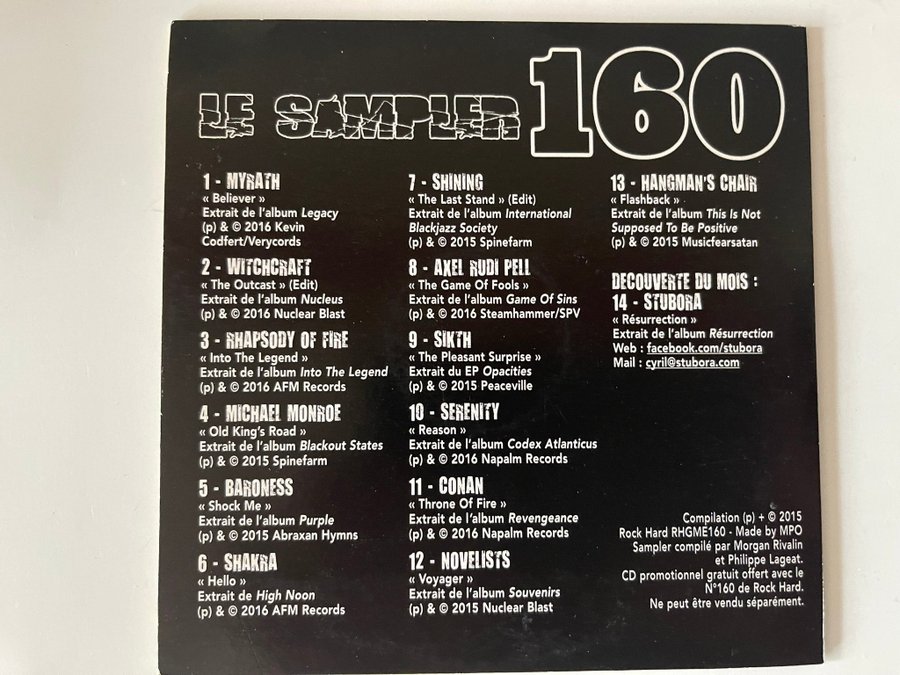 LE SAMPLER 160
1 - MYRATH
« Believer »
Extrait de l'album Legacy
(p) & © 2016 Kevin
Codfert/Verycords
2 - WITCHCRAFT
« The Outcast » (Edit)
Extrait de l'album Nucleus
(p) & © 2016 Nuclear Blast
3 - RHAPSODY OF FIRE
« Into The Legend »
Extrait de l'album Into The Legend
(p) & © 2016 AFM Records
4 - MICHAEL MONROE
« Old King's Road »
Extrait de l'album Blackout States
(p) & © 2015 Spinefarm
5 - BARONESS
« Shock Me »
Extrait de l'album Purple
(p) & © 2015 Abraxan Hymns
6 - SHAKRA
« Hello »
Extrait de High Noon
(p) & © 2016 AFM Records
7 - SHINING
« The Last Stand » (Edit)
Extrait de l'album International
Blackjazz Society
(p) & © 2015 Spinefarm
8 - AXEL RUDI PELL
« The Game Of Fools »
Extrait de l'album Game Of Sins
(p) & © 2016 Steamhammer/SPV
9 - SIKTH
« The Pleasant Surprise »
Extrait du EP Opacities
(p) & © 2015 Peaceville
10 - SERENITY
« Reason »
Extrait de l'album Codex Atlanticus
(p) & © 2016 Napalm Records
11 - CONAN
« Throne Of Fire »
Extrait de l'album Revengeance
(p) & © 2016 Napalm Records
12 - NOVELISTS
« Voyager »
Extrait de l'album Souvenirs
(p) & © 2015 Nuclear Blast
13 - HANGMAN'S CHAIR
« Flashback »
Extrait de l'album This Is Not
Supposed To Be Positive
(p) & © 2015 Musicfearsatan
DECOUVERTE DU MOIS :
14 - STUBORA
« Résurrection »
Extrait de l'album Résurrection
Web : facebook.com/stubora
Mail : cyril@stubora.com
Compilation (p) + © 2015
Rock Hard RHGME160 - Made by MPO
Sampler compilé par Morgan Rivalin
et Philippe Lageat.
CD promotionnel gratuit offert avec le
N°160 de Rock Hard.
Ne peut être vendu séparément.